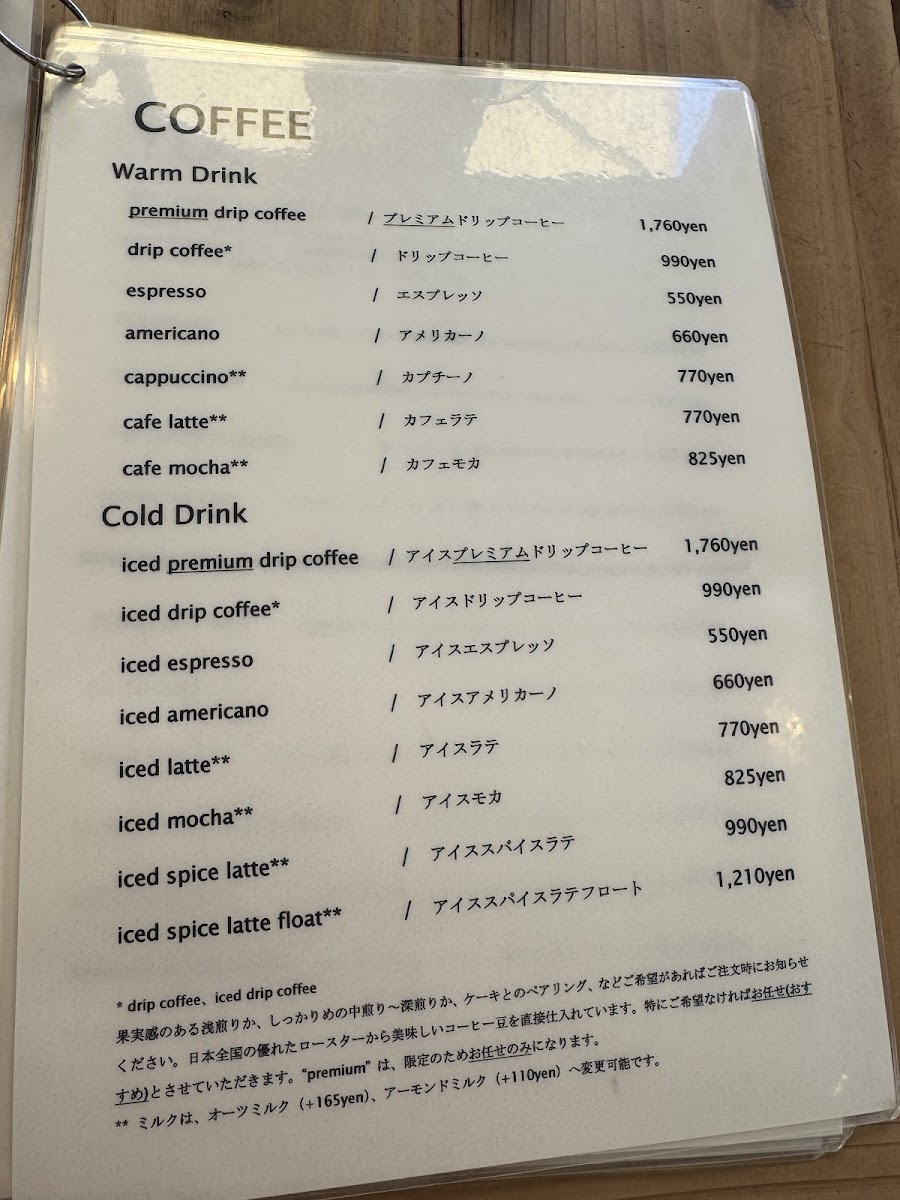 COFFEE
Warm Drink
premium drip coffee / プレミアムドリップコーヒー 1,760yen
drip coffee* / ドリップコーヒー 990yen
espresso / エスプレッソ 550yen
americano / アメリカーノ 660yen
cappuccino** / カプチーノ 770yen
cafe latte** / カフェラテ 770yen
cafe mocha** / カフェモカ 825yen
Cold Drink
iced premium drip coffee / アイスプレミアムドリップコーヒー 1,760yen
iced drip coffee* / アイスドリップコーヒー 990yen
iced espresso / アイスエスプレッソ 550yen
iced americano / アイスアメリカーノ 660yen
iced latte** / アイスラテ 770yen
iced mocha** / アイスモカ 825yen
iced spice latte** / アイススパイスラテ 990yen
iced spice latte float** / アイススパイスラテフロート 1,210yen
* drip coffee、iced drip coffee
果実感のある浅煎りか、しっかりめの中煎り〜深煎りか、ケーキとのペアリング、などご希望があればご注文時にお知らせ
ください。日本全国の優れたロースターから美味しいコーヒー豆を直接仕入れています。特にご希望なければお任せ(おす
すめ)とさせていただきます。“premium” は、限定のためお任せのみになります。
** ミルクは、オーツミルク（+165yen）、アーモンドミルク（+110yen）へ変更可能です。